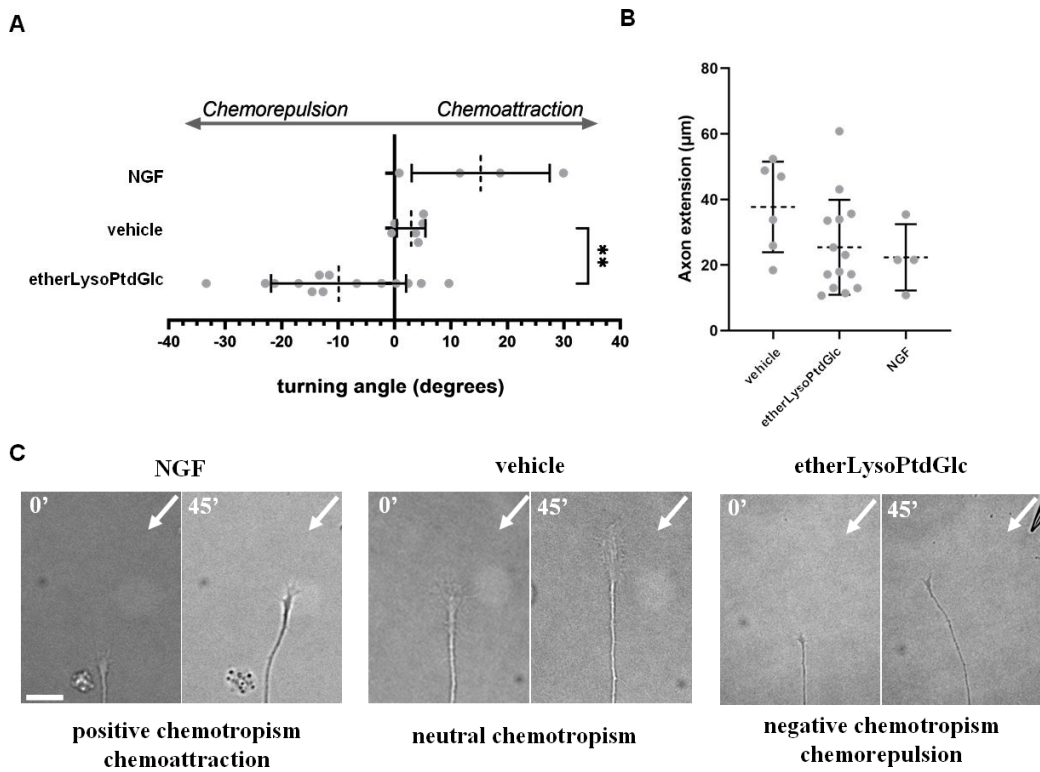 A
Chemorepulsion Chemoattraction
NGF
vehicle
**
etherLysoPtdGlc
-40 -30 -20 -10 0 10 20 30 40
turning angle (degrees)
B
80
60
40
20
0
Axon extension (µm)
vehicle
etherLysoPtdGlc
NGF
C
NGF
0’ 45’
positive chemotropism
chemoattraction
vehicle
0’ 45’
neutral chemotropism
etherLysoPtdGlc
0’ 45’
negative chemotropism
chemorepulsion